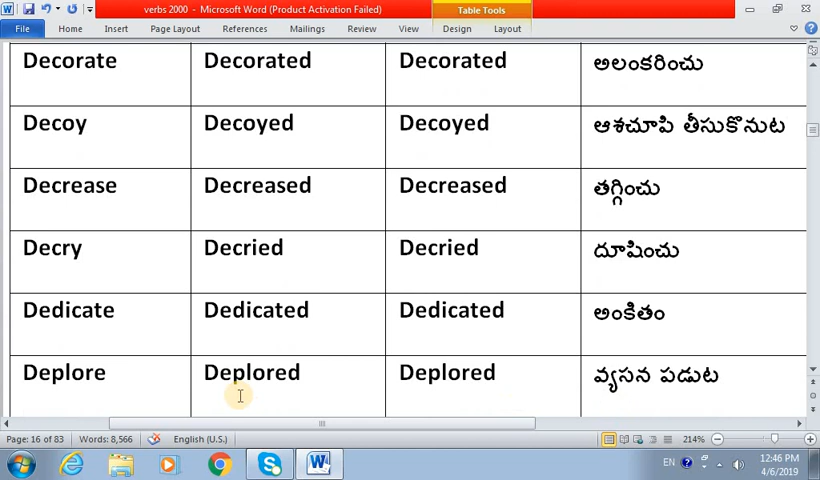 verbs 2000 - Microsoft Word (Product Activation Failed)
Table Tools
File Home Insert Page Layout References Mailings Review View Design Layout
Decorate Decorated Decorated అలంకరించు
Decoy Decoyed Decoyed ఆశచూపి తీసుకొనుట
Decrease Decreased Decreased తగ్గించు
Decry Decried Decried దూషించు
Dedicate Dedicated Dedicated అంకితం
Deplore Deplored Deplored వ్యసన పడుట
Page: 16 of 83 Words: 8,566 English (U.S.) 214%
EN 12:46 PM
4/6/2019